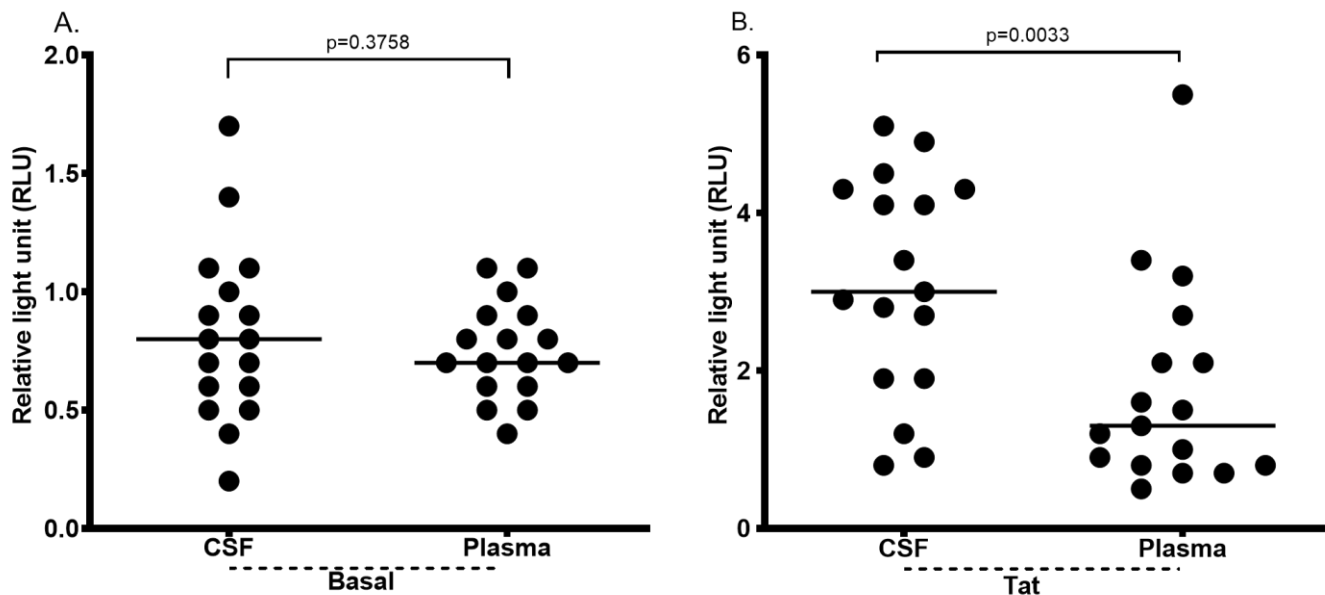 A.
p=0.3758
Relative light unit (RLU)
2.0
1.5
1.0
0.5
0.0
CSF Plasma
Basal
B.
p=0.0033
Relative light unit (RLU)
6
4
2
0
CSF Plasma
Tat